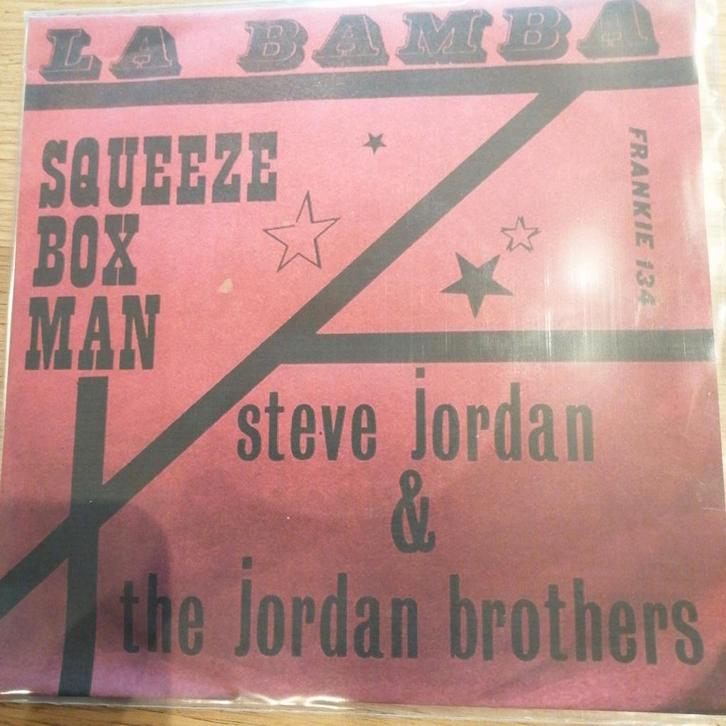 LA BAMBA
SQUEEZE
BOX
MAN
FRANKIE 134
steve jordan
&
the jordan brothers